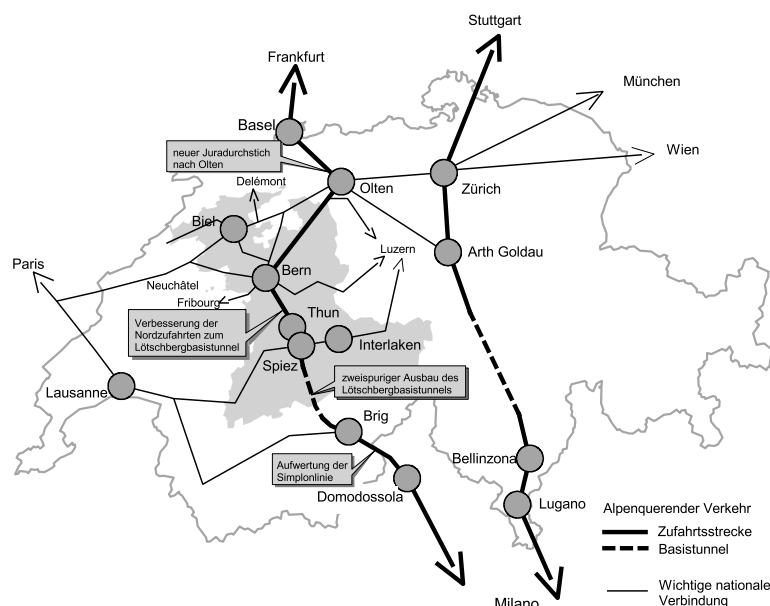 Stuttgart
Frankfurt
München
Basel
neuer Juradurchstich
nach Olten
Wien
Delémont
Olten
Zürich
Biel
Luzern
Arth Goldau
Paris
Bern
Neuchâtel
Fribourg
Thun
Verbesserung der
Nordzufahrten zum
Lötschbergbasistunnel
Interlaken
Spiez
zweispuriger Ausbau des
Lötschbergbasistunnels
Lausanne
Brig
Bellinzona
Aufwertung der
Simplonlinie
Domodossola
Lugano
Alpenquerender Verkehr
Zufahrtsstrecke
Basistunnel
Wichtige nationale
Verbindung
Milano